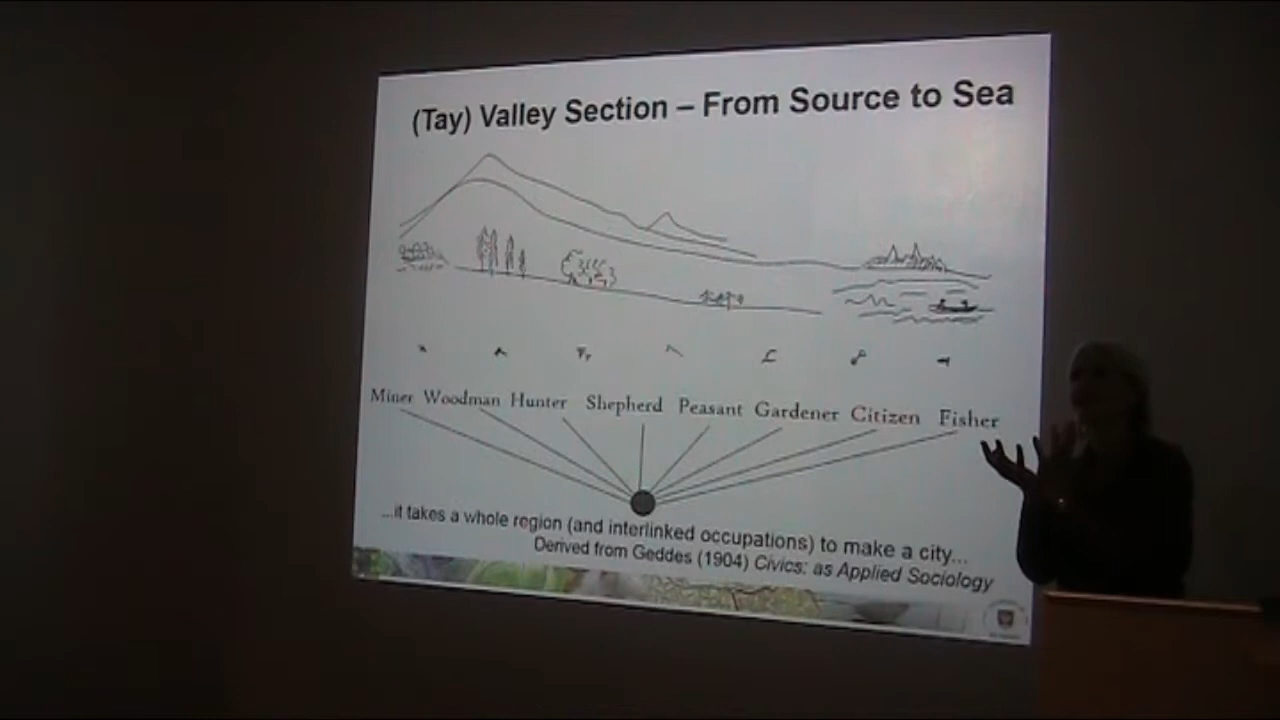 (Tay) Valley Section – From Source to Sea
Miner Woodman Hunter Shepherd Peasant Gardener Citizen Fisher
...it takes a whole region (and interlinked occupations) to make a city...
Derived from Geddes (1904) Civics: as Applied Sociology